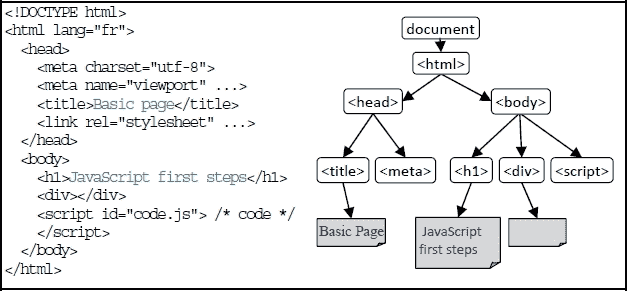 <!DOCTYPE html>
<html lang="fr">
<head>
<meta charset="utf-8">
<meta name="viewport" ...>
<title>Basic page</title>
<link rel="stylesheet" ...>
</head>
<body>
<h1>JavaScript first steps</h1>
<div></div>
<script id="code.js"> /* code */
</script>
</body>
</html>
document
<html>
<head>
<body>
<title>
<meta>
<h1>
<div>
<script>
Basic Page
JavaScript
first steps